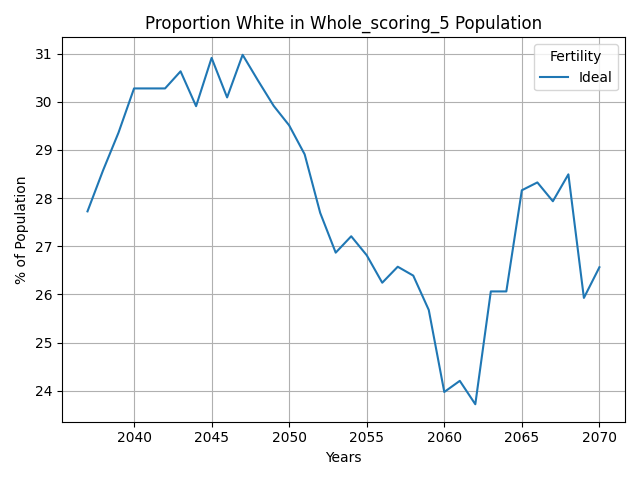 Proportion White in Whole_scoring_5 Population
Fertility
Ideal
% of Population
31
30
29
28
27
26
25
24
2040 2045 2050 2055 2060 2065 2070
Years